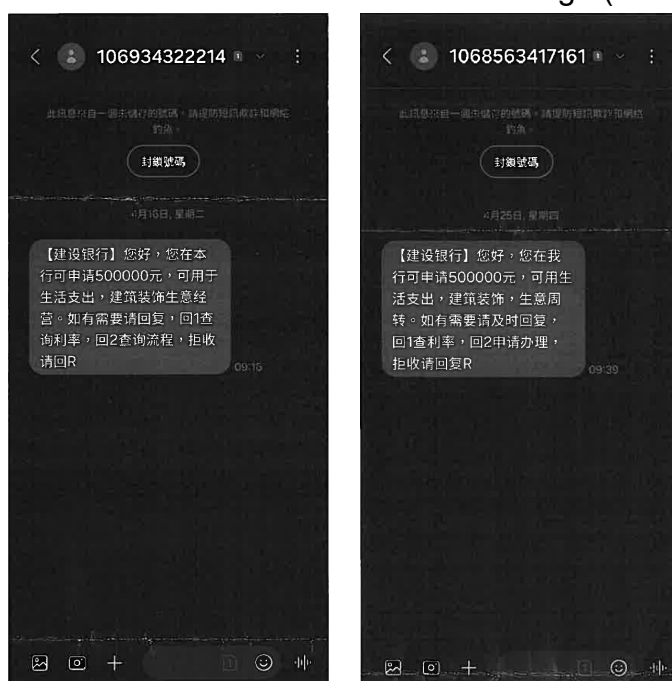 106934322214
此訊息來自一個未儲存的號碼。請提防短訊欺詐和網絡
釣魚。
封鎖號碼
4月16日, 星期二
【建设银行】您好，您在本
行可申请500000元，可用于
生活支出，建筑装饰生意经
营。如有需要请回复，回1查
询利率，回2查询流程，拒收
请回R
09:15
1068563417161
此訊息來自一個未儲存的號碼。請提防短訊欺詐和網絡
釣魚。
封鎖號碼
4月25日, 星期四
【建设银行】您好，您在我
行可申请500000元，可用生
活支出，建筑装饰，生意周
转。如有需要请及时回复，
回1查利率，回2申请办理，
拒收请回复R
09:39